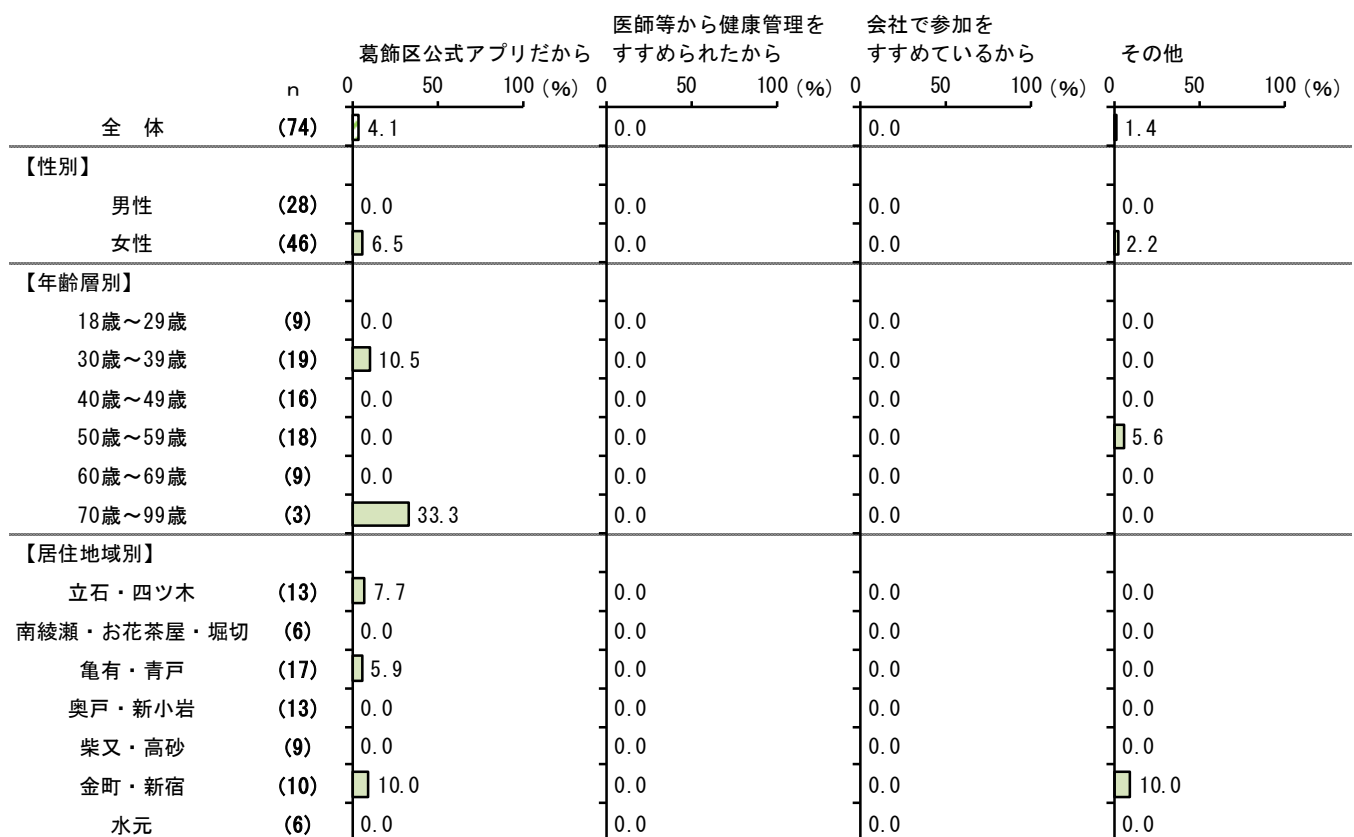 医師等から健康管理を 会社で参加を
葛飾区公式アプリだから すすめられたから すすめているから その他
n 0 50 100 (%) 0 50 100 (%) 0 50 100 (%) 0 50 100 (%)
全 体 (74) 4.1 0.0 0.0 1.4
【性別】
男性 (28) 0.0 0.0 0.0 0.0
女性 (46) 6.5 0.0 0.0 2.2
【年齢層別】
18歳～29歳 (9) 0.0 0.0 0.0 0.0
30歳～39歳 (19) 10.5 0.0 0.0 0.0
40歳～49歳 (16) 0.0 0.0 0.0 0.0
50歳～59歳 (18) 0.0 0.0 0.0 5.6
60歳～69歳 (9) 0.0 0.0 0.0 0.0
70歳～99歳 (3) 33.3 0.0 0.0 0.0
【居住地域別】
立石・四ツ木 (13) 7.7 0.0 0.0 0.0
南綾瀬・お花茶屋・堀切 (6) 0.0 0.0 0.0 0.0
亀有・青戸 (17) 5.9 0.0 0.0 0.0
奥戸・新小岩 (13) 0.0 0.0 0.0 0.0
柴又・高砂 (9) 0.0 0.0 0.0 0.0
金町・新宿 (10) 10.0 0.0 0.0 10.0
水元 (6) 0.0 0.0 0.0 0.0